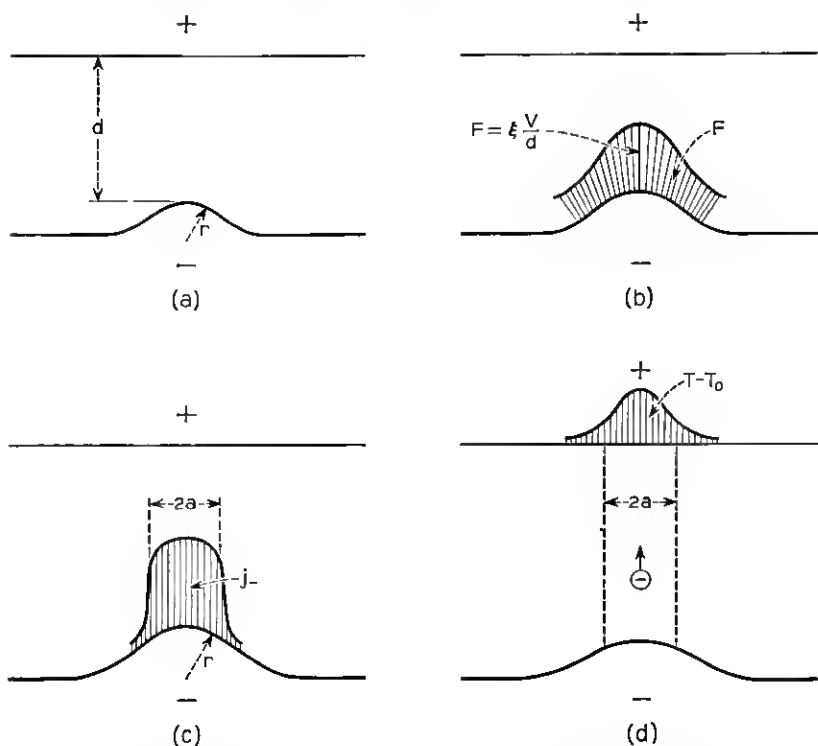 +
d
r
−
(a)
+
F = ξ V/d
F
−
(b)
+
2a
j−
r
−
(c)
+
T-T₀
2a
−
−
(d)